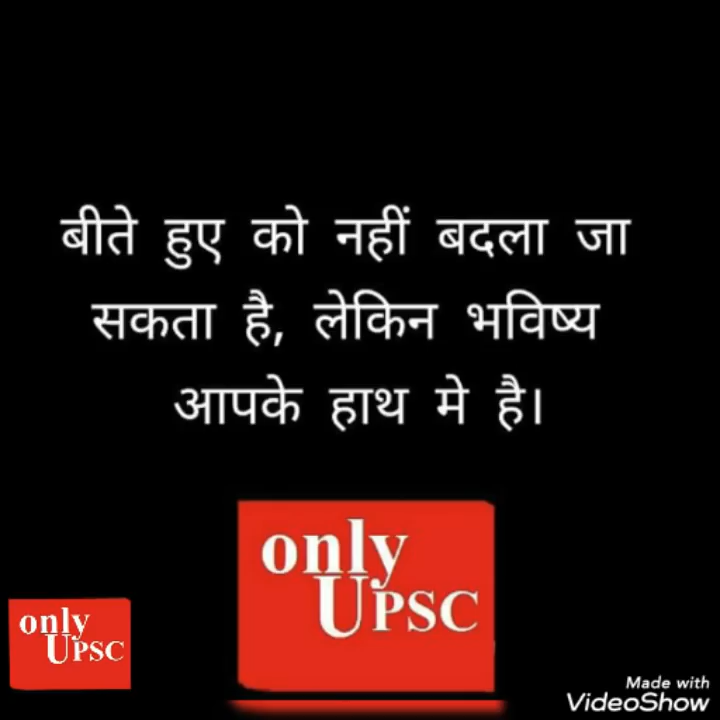 बीते हुए को नहीं बदला जा
सकता है, लेकिन भविष्य
आपके हाथ मे है।
only
UPSC
only
UPSC
Made with
VideoShow